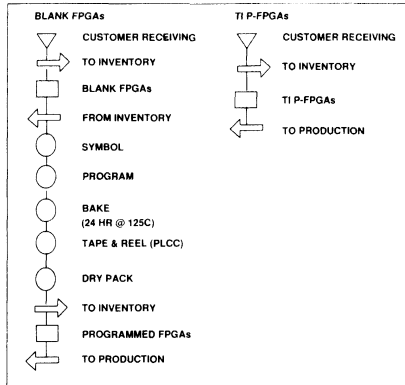 BLANK FPGAs
CUSTOMER RECEIVING
TO INVENTORY
BLANK FPGAs
FROM INVENTORY
SYMBOL
PROGRAM
BAKE
(24 HR @ 125C)
TAPE & REEL (PLCC)
DRY PACK
TO INVENTORY
PROGRAMMED FPGAs
TO PRODUCTION
TI P-FPGAs
CUSTOMER RECEIVING
TO INVENTORY
TI P-FPGAs
TO PRODUCTION